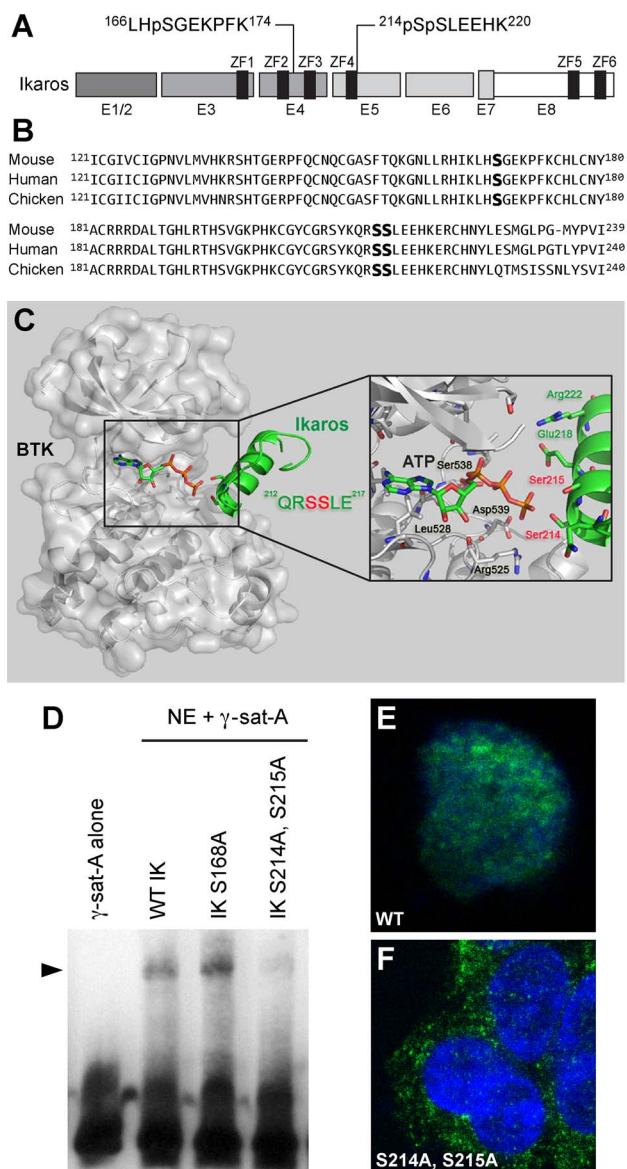 A
¹⁶⁶LHpSGEKPFK¹⁷⁴
²¹⁴pSpSLEEHK²²⁰
ZF1 ZF2 ZF3 ZF4 ZF5 ZF6
Ikaros
E1/2 E3 E4 E5 E6 E7 E8
B
Mouse ¹²¹ICGIVCIGPNVLMVHKRSHTGERPFQCNQCGASFTQKGNLLRHIKLHSGEKPFKCHLCNY¹⁸⁰
Human ¹²¹ICGIICIGPNVLMVHKRSHTGERPFQCNQCGASFTQKGNLLRHIKLHSGEKPFKCHLCNY¹⁸⁰
Chicken ¹²¹ICGIICIGPNVLMVHNRSHTGERPFQCNQCGASFTQKGNLLRHIKLHSGEKPFKCHLCNY¹⁸⁰
Mouse ¹⁸¹ACRRRDALTGHLRTHSVGKPHKCGYCGRSYKQRSSLEEHKERCHNYLESMGLPG-MYPVI²³⁹
Human ¹⁸¹ACRRRDALTGHLRTHSVGKPHKCGYCGRSYKQRSSLEEHKERCHNYLESMGLPGTLYPVI²⁴⁰
Chicken ¹⁸¹ACRRRDALTGHLRTHSVGKPHKCGYCGRSYKQRSSLEEHKERCHNYLQTMSISSNLYSVI²⁴⁰
C
BTK
Ikaros
²¹²QRSSLE²¹⁷
Arg222
Glu218
ATP
Ser538
Ser215
Asp539
Leu528
Ser214
Arg525
D
NE + γ-sat-A
γ-sat-A alone
WT IK
IK S168A
IK S214A, S215A
E
WT
F
S214A, S215A